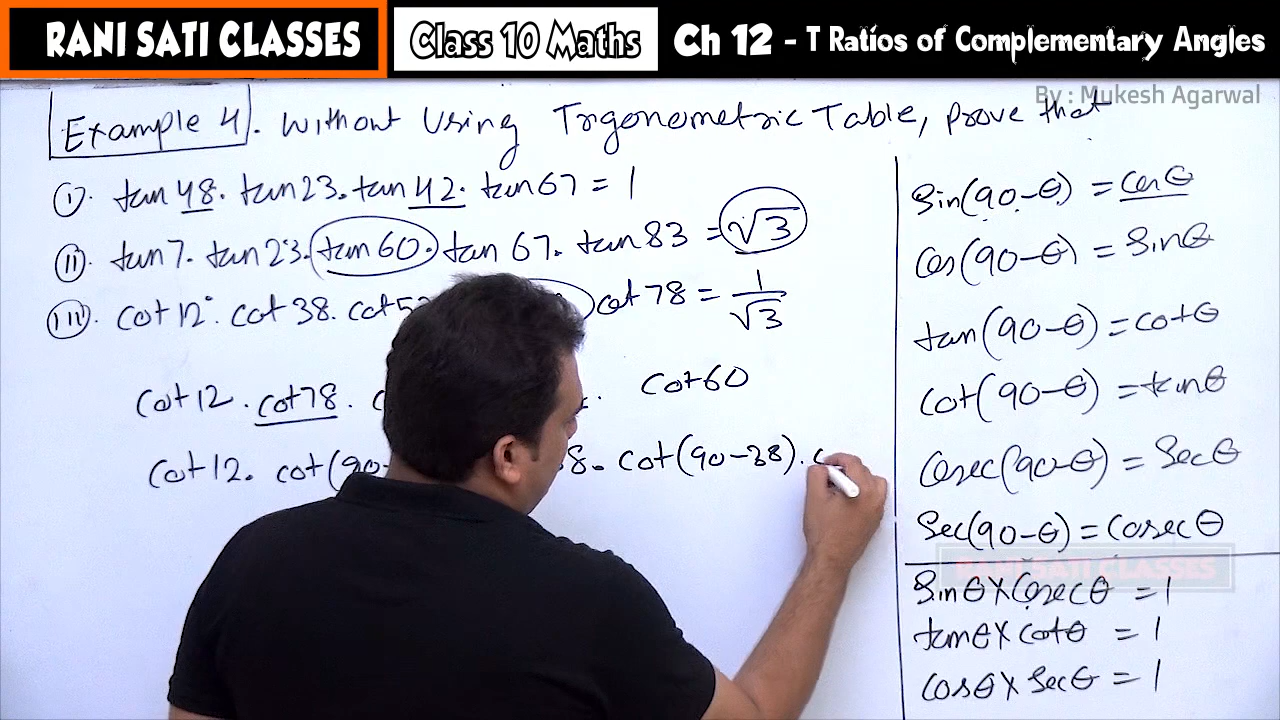 RANI SATI CLASSES
Class 10 Maths
Ch 12 - T Ratios of Complementary Angles
By : Mukesh Agarwal
Example 4. Without Using Trigonometric Table, prove that
(i). tan 48. tan 23. tan 42. tan 67 = 1
(ii). tan 7. tan 23. tan 60. tan 67. tan 83 = √3
(iii). cot 12°. cot 38. cot 5 cot 78 = 1/√3
cot 12. cot 78. cot 60
cot 12. cot(90- 8. cot(90-38).
Sin(90-θ) = cosθ
cos(90-θ) = Sinθ
tan(90-θ) = cotθ
cot(90-θ) = tanθ
Cosec(90-θ) = Secθ
Sec(90-θ) = Cosecθ
RANI SATI CLASSES
Sinθ × Cosecθ = 1
tanθ × cotθ = 1
cosθ × Secθ = 1